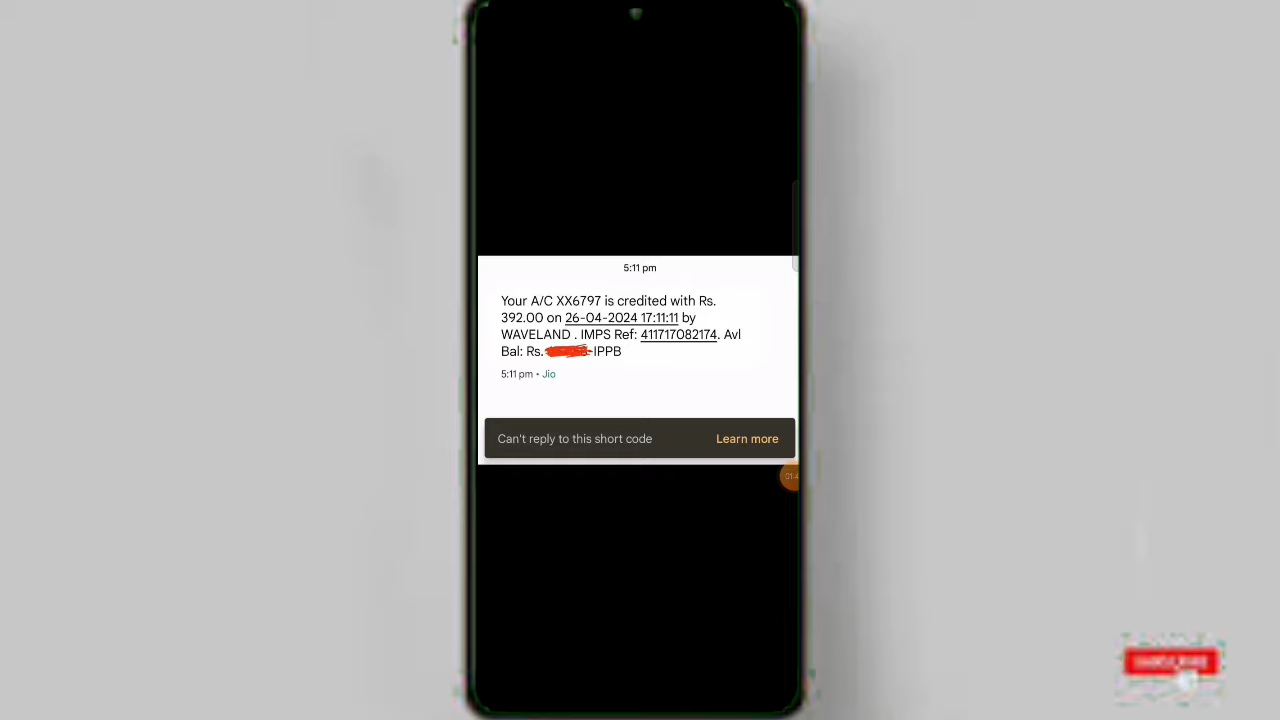 5:11 pm
Your A/C XX6797 is credited with Rs.
392.00 on 26-04-2024 17:11:11 by
WAVELAND . IMPS Ref: 411717082174. Avl
Bal: Rs. -IPPB
5:11 pm • Jio
Can't reply to this short code Learn more
SUBSCRIBE